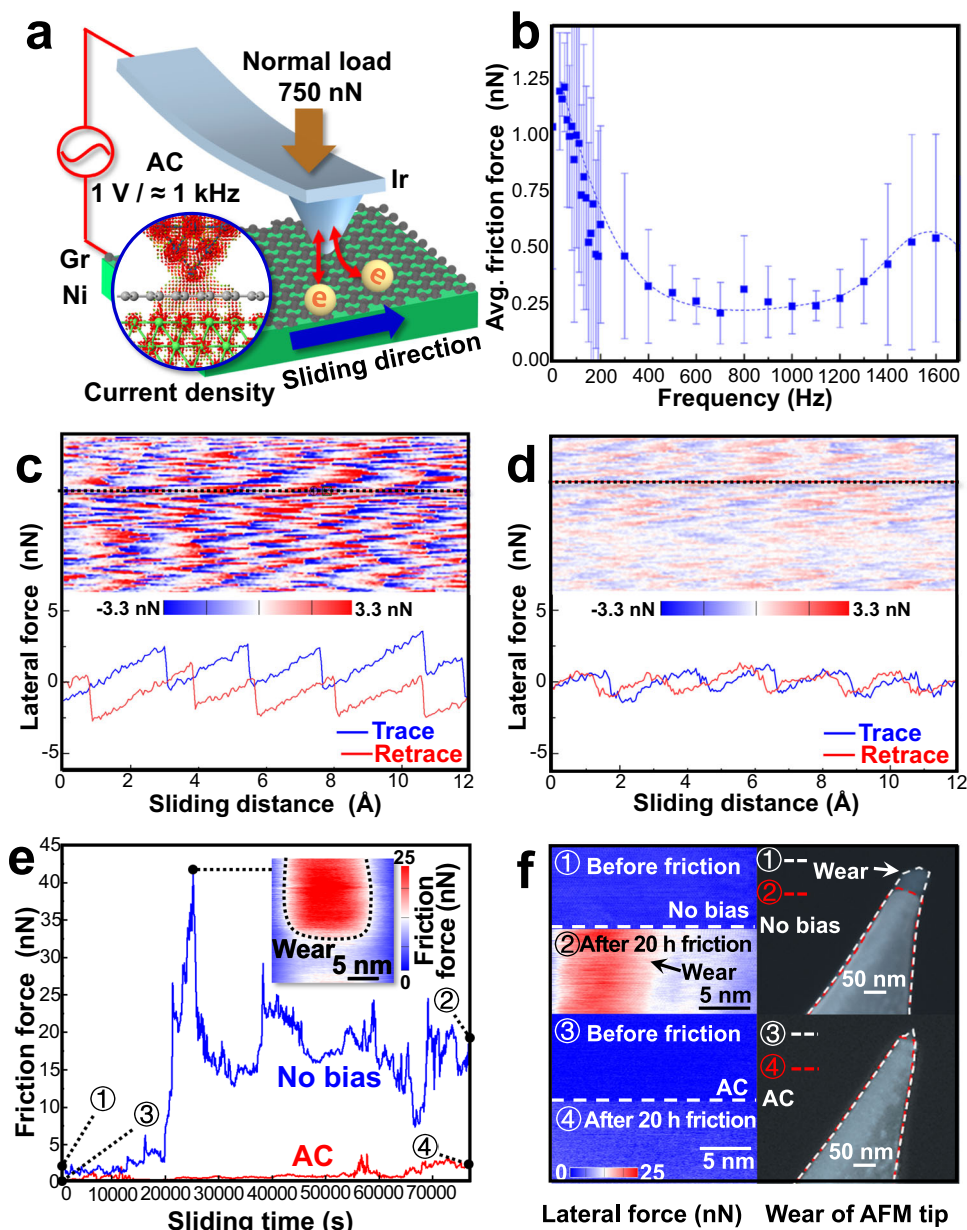 a
Normal load
750 nN
AC
1 V / ≈ 1 kHz
Ir
Gr
Ni
e
e
Sliding direction
Current density
b
Avg. friction force (nN)
1.25
1.00
0.75
0.50
0.25
0.00
0 200 400 600 800 1000 1200 1400 1600
Frequency (Hz)
c
Lateral force (nN)
-3.3 nN 3.3 nN
5
0
-5
Trace
Retrace
0 2 4 6 8 10 12
Sliding distance (Å)
d
Lateral force (nN)
-3.3 nN 3.3 nN
5
0
-5
Trace
Retrace
0 2 4 6 8 10 12
Sliding distance (Å)
e
Friction force (nN)
45
40
35
30
25
20
15
10
5
0
Wear
5 nm
25
0
Friction
force (nN)
①
③
②
④
No bias
AC
0 10000 20000 30000 40000 50000 60000 70000
Sliding time (s)
f
① Before friction
No bias
② After 20 h friction
Wear
5 nm
③ Before friction
AC
④ After 20 h friction
5 nm
0 25
Lateral force (nN)
①
Wear
②
No bias
50 nm
③
④
AC
50 nm
Wear of AFM tip